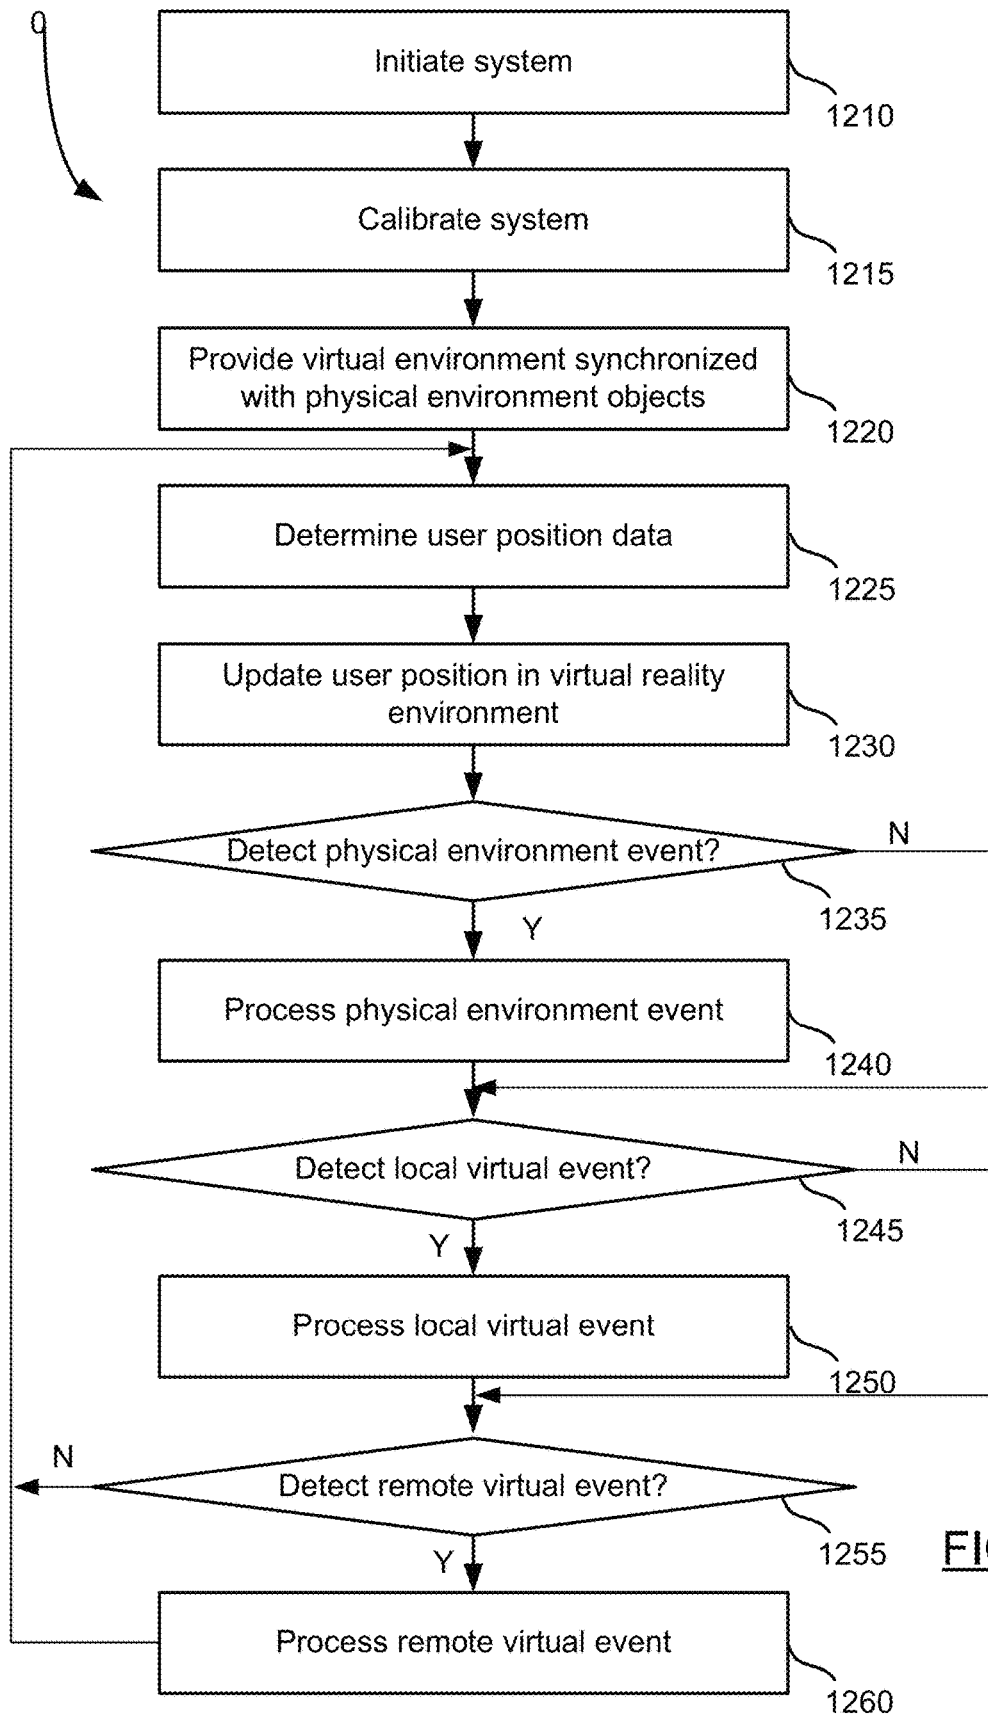 0
Initiate system
1210
Calibrate system
1215
Provide virtual environment synchronized
with physical environment objects
1220
Determine user position data
1225
Update user position in virtual reality
environment
1230
Detect physical environment event?
N
1235
Y
Process physical environment event
1240
Detect local virtual event?
N
1245
Y
Process local virtual event
1250
N
Detect remote virtual event?
1255
Y
FI
Process remote virtual event
1260